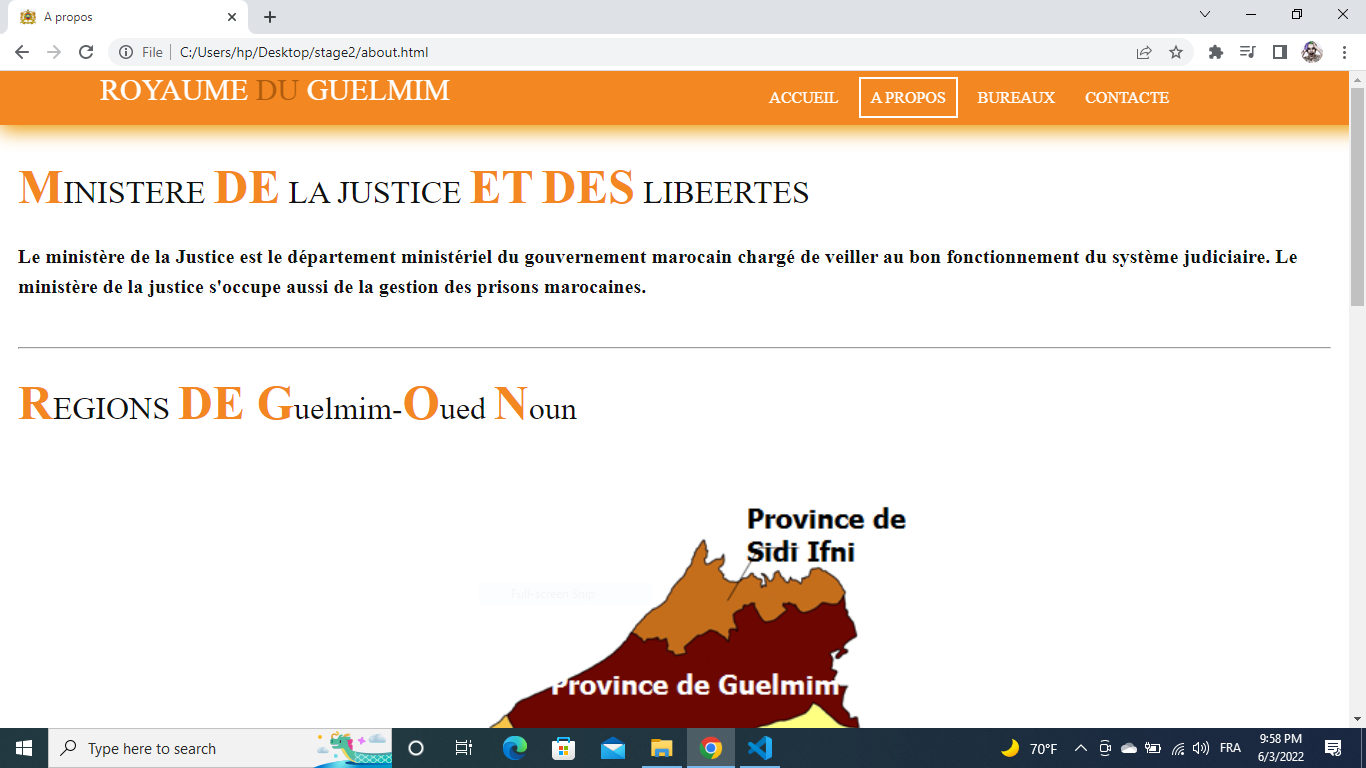 A propos
File
C:/Users/hp/Desktop/stage2/about.html
ROYAUME DU GUELMIM
ACCUEIL
A PROPOS
BUREAUX
CONTACTE
MINISTERE DE LA JUSTICE ET DES LIBEERTES
Le ministère de la Justice est le département ministériel du gouvernement marocain chargé de veiller au bon fonctionnement du système judiciaire. Le
ministère de la justice s'occupe aussi de la gestion des prisons marocaines.
REGIONS DE Guelmim-Oued Noun
Province de
Sidi Ifni
Full-screen Snip
Province de Guelmim
Type here to search
70°F
FRA
9:58 PM
6/3/2022